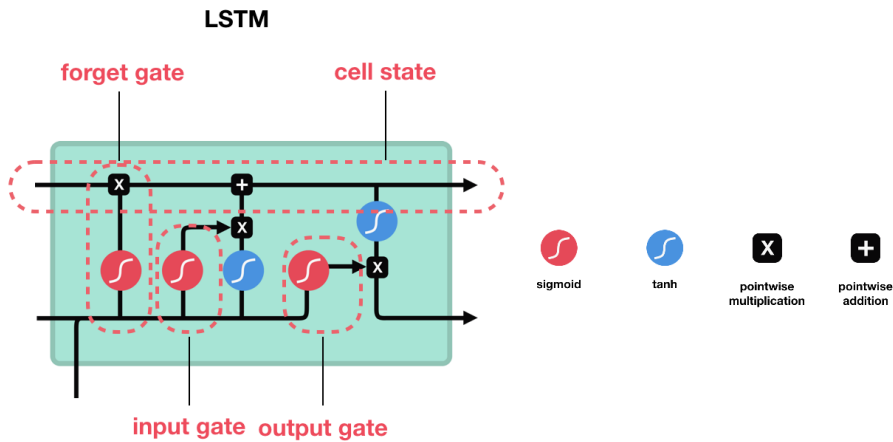 LSTM
forget gate
cell state
X
+
X
X
input gate
output gate
X
+
sigmoid
tanh
pointwise
multiplication
pointwise
addition